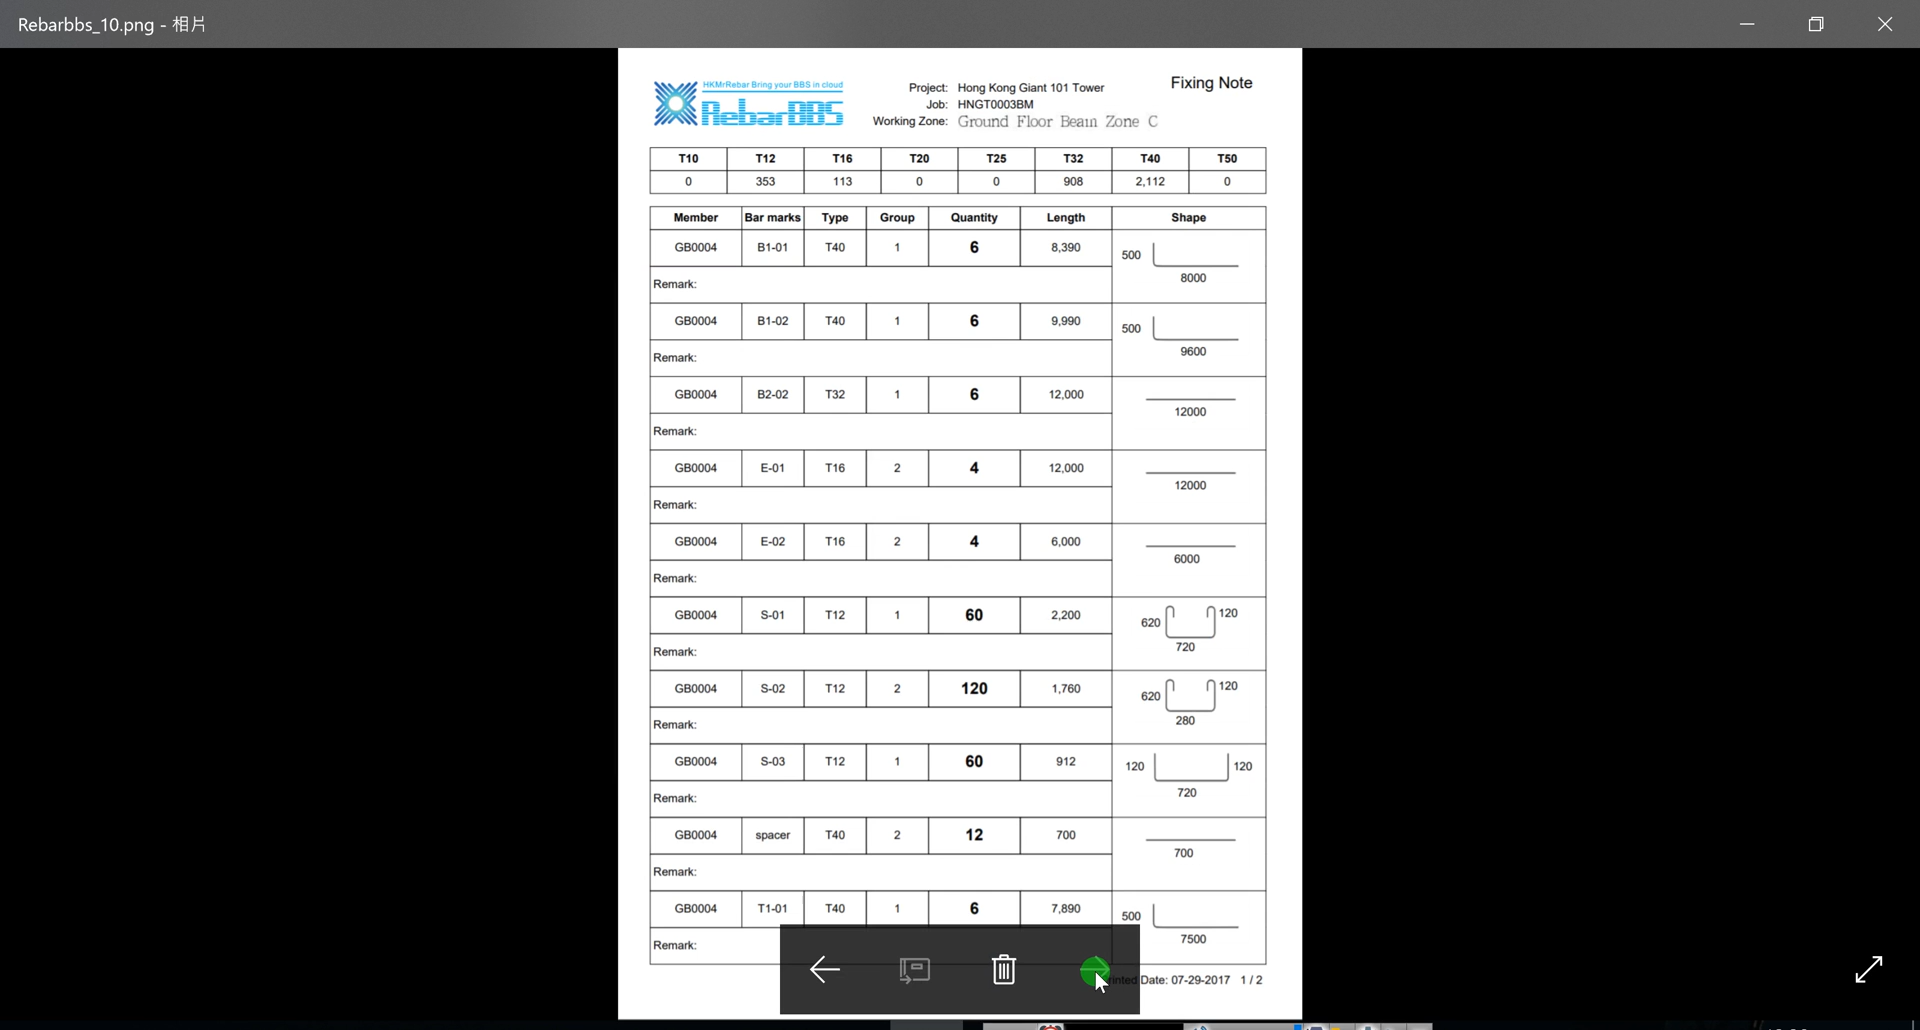 Rebarbbs_10.png - 相片
HKMrRebar Bring your BBS in cloud
RebarBBS
Project: Hong Kong Giant 101 Tower
Job: HNGT0003BM
Working Zone: Ground Floor Beam Zone C
Fixing Note
T10 T12 T16 T20 T25 T32 T40 T50
0 353 113 0 0 908 2,112 0
Member Bar marks Type Group Quantity Length Shape
GB0004 B1-01 T40 1 6 8,390 500
8000
Remark:
GB0004 B1-02 T40 1 6 9,990 500
9600
Remark:
GB0004 B2-02 T32 1 6 12,000
12000
Remark:
GB0004 E-01 T16 2 4 12,000
12000
Remark:
GB0004 E-02 T16 2 4 6,000
6000
Remark:
GB0004 S-01 T12 1 60 2,200 620 120
720
Remark:
GB0004 S-02 T12 2 120 1,760 620 120
280
Remark:
GB0004 S-03 T12 1 60 912 120 120
720
Remark:
GB0004 spacer T40 2 12 700
700
Remark:
GB0004 T1-01 T40 1 6 7,890 500
7500
Remark:
Date: 07-29-2017 1 / 2